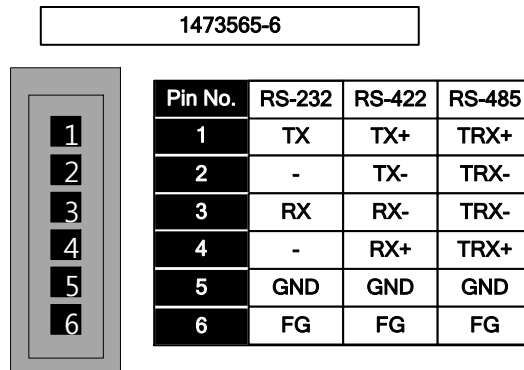 1473565-6
1
2
3
4
5
6
Pin No. RS-232 RS-422 RS-485
1 TX TX+ TRX+
2 - TX- TRX-
3 RX RX- TRX-
4 - RX+ TRX+
5 GND GND GND
6 FG FG FG